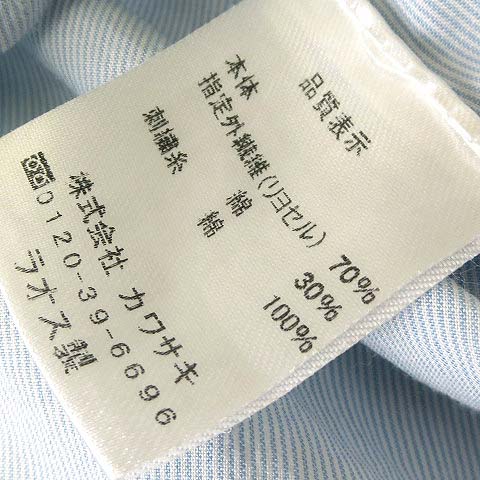 品質表示
本体
指定外繊維(リヨセル) 70%
綿 30%
刺繍糸 綿 100%
株式会社 カワサキ
0120-39-6696
ラオス製